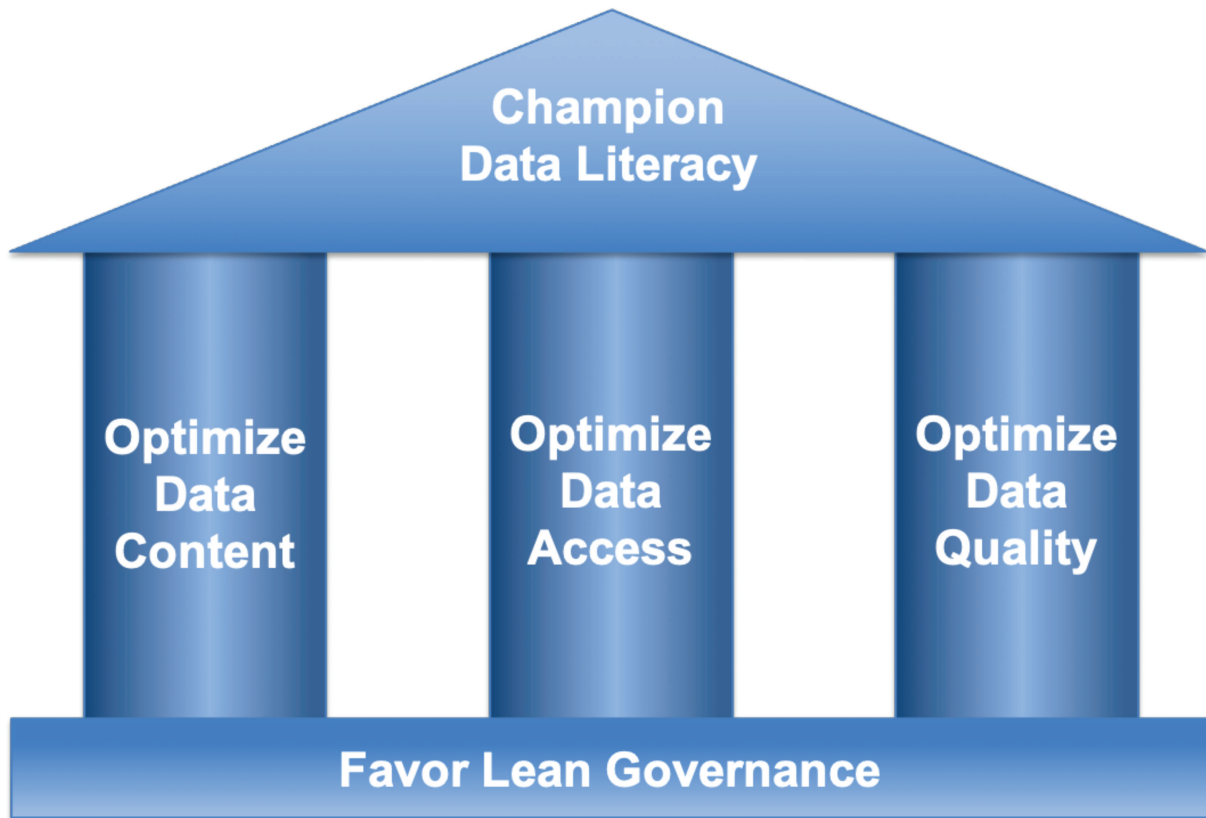 Champion
Data Literacy
Optimize
Data
Content
Optimize
Data
Access
Optimize
Data
Quality
Favor Lean Governance